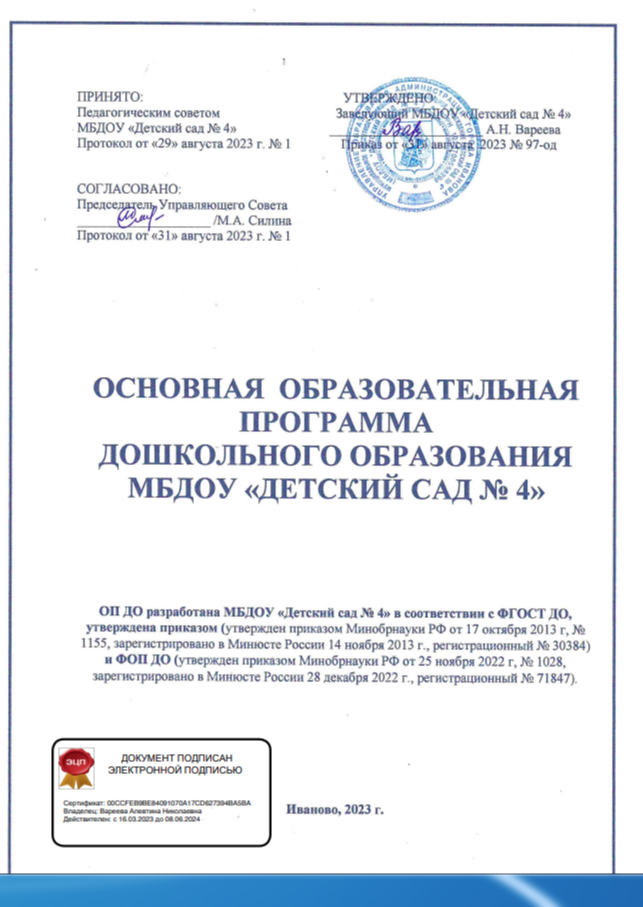 1
ПРИНЯТО:
Педагогическим советом
МБДОУ «Детский сад № 4»
Протокол от «29» августа 2023 г. № 1
УТВЕРЖДЕНО
Заведующий МБДОУ «Детский сад № 4»
А.Н. Вареева
Приказ от «31» августа 2023 № 97-од
СОГЛАСОВАНО:
Председатель Управляющего Совета
/М.А. Силина
Протокол от «31» августа 2023 г. № 1
ОСНОВНАЯ ОБРАЗОВАТЕЛЬНАЯ
ПРОГРАММА
ДОШКОЛЬНОГО ОБРАЗОВАНИЯ
МБДОУ «ДЕТСКИЙ САД № 4»
ОП ДО разработана МБДОУ «Детский сад № 4» в соответствии с ФГОСТ ДО,
утверждена приказом (утвержден приказом Минобрнауки РФ от 17 октября 2013 г, №
1155, зарегистрировано в Минюсте России 14 ноября 2013 г., регистрационный № 30384)
и ФОП ДО (утвержден приказом Минобрнауки РФ от 25 ноября 2022 г, № 1028,
зарегистрировано в Минюсте России 28 декабря 2022 г., регистрационный № 71847).
ЭЦП
ДОКУМЕНТ ПОДПИСАН
ЭЛЕКТРОННОЙ ПОДПИСЬЮ
Сертификат: 00CCFEB9BE84091070A17CD627394BA5BA
Владелец: Вареева Алевтина Николаевна
Действителен: с 16.03.2023 до 08.06.2024
Иваново, 2023 г.